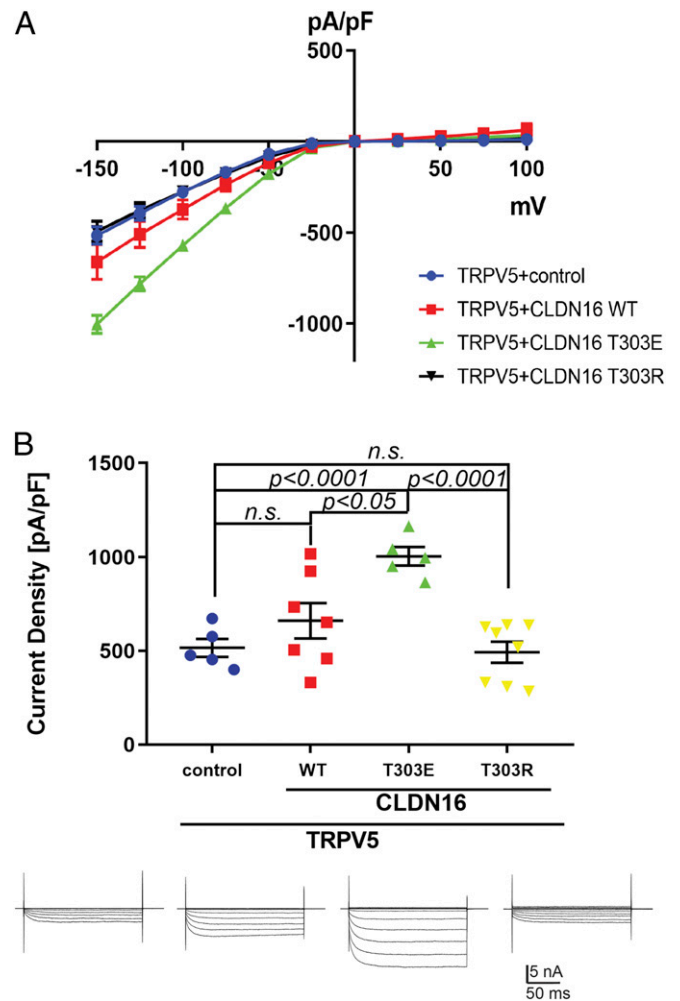 A
pA/pF
500
-150
-100
-50
50
100
mV
-500
-1000
TRPV5+control
TRPV5+CLDN16 WT
TRPV5+CLDN16 T303E
TRPV5+CLDN16 T303R
B
Current Density [pA/pF]
1500
1000
500
0
n.s.
p<0.0001
p<0.0001
n.s.
p<0.05
control
WT
T303E
T303R
CLDN16
TRPV5
5 nA
50 ms